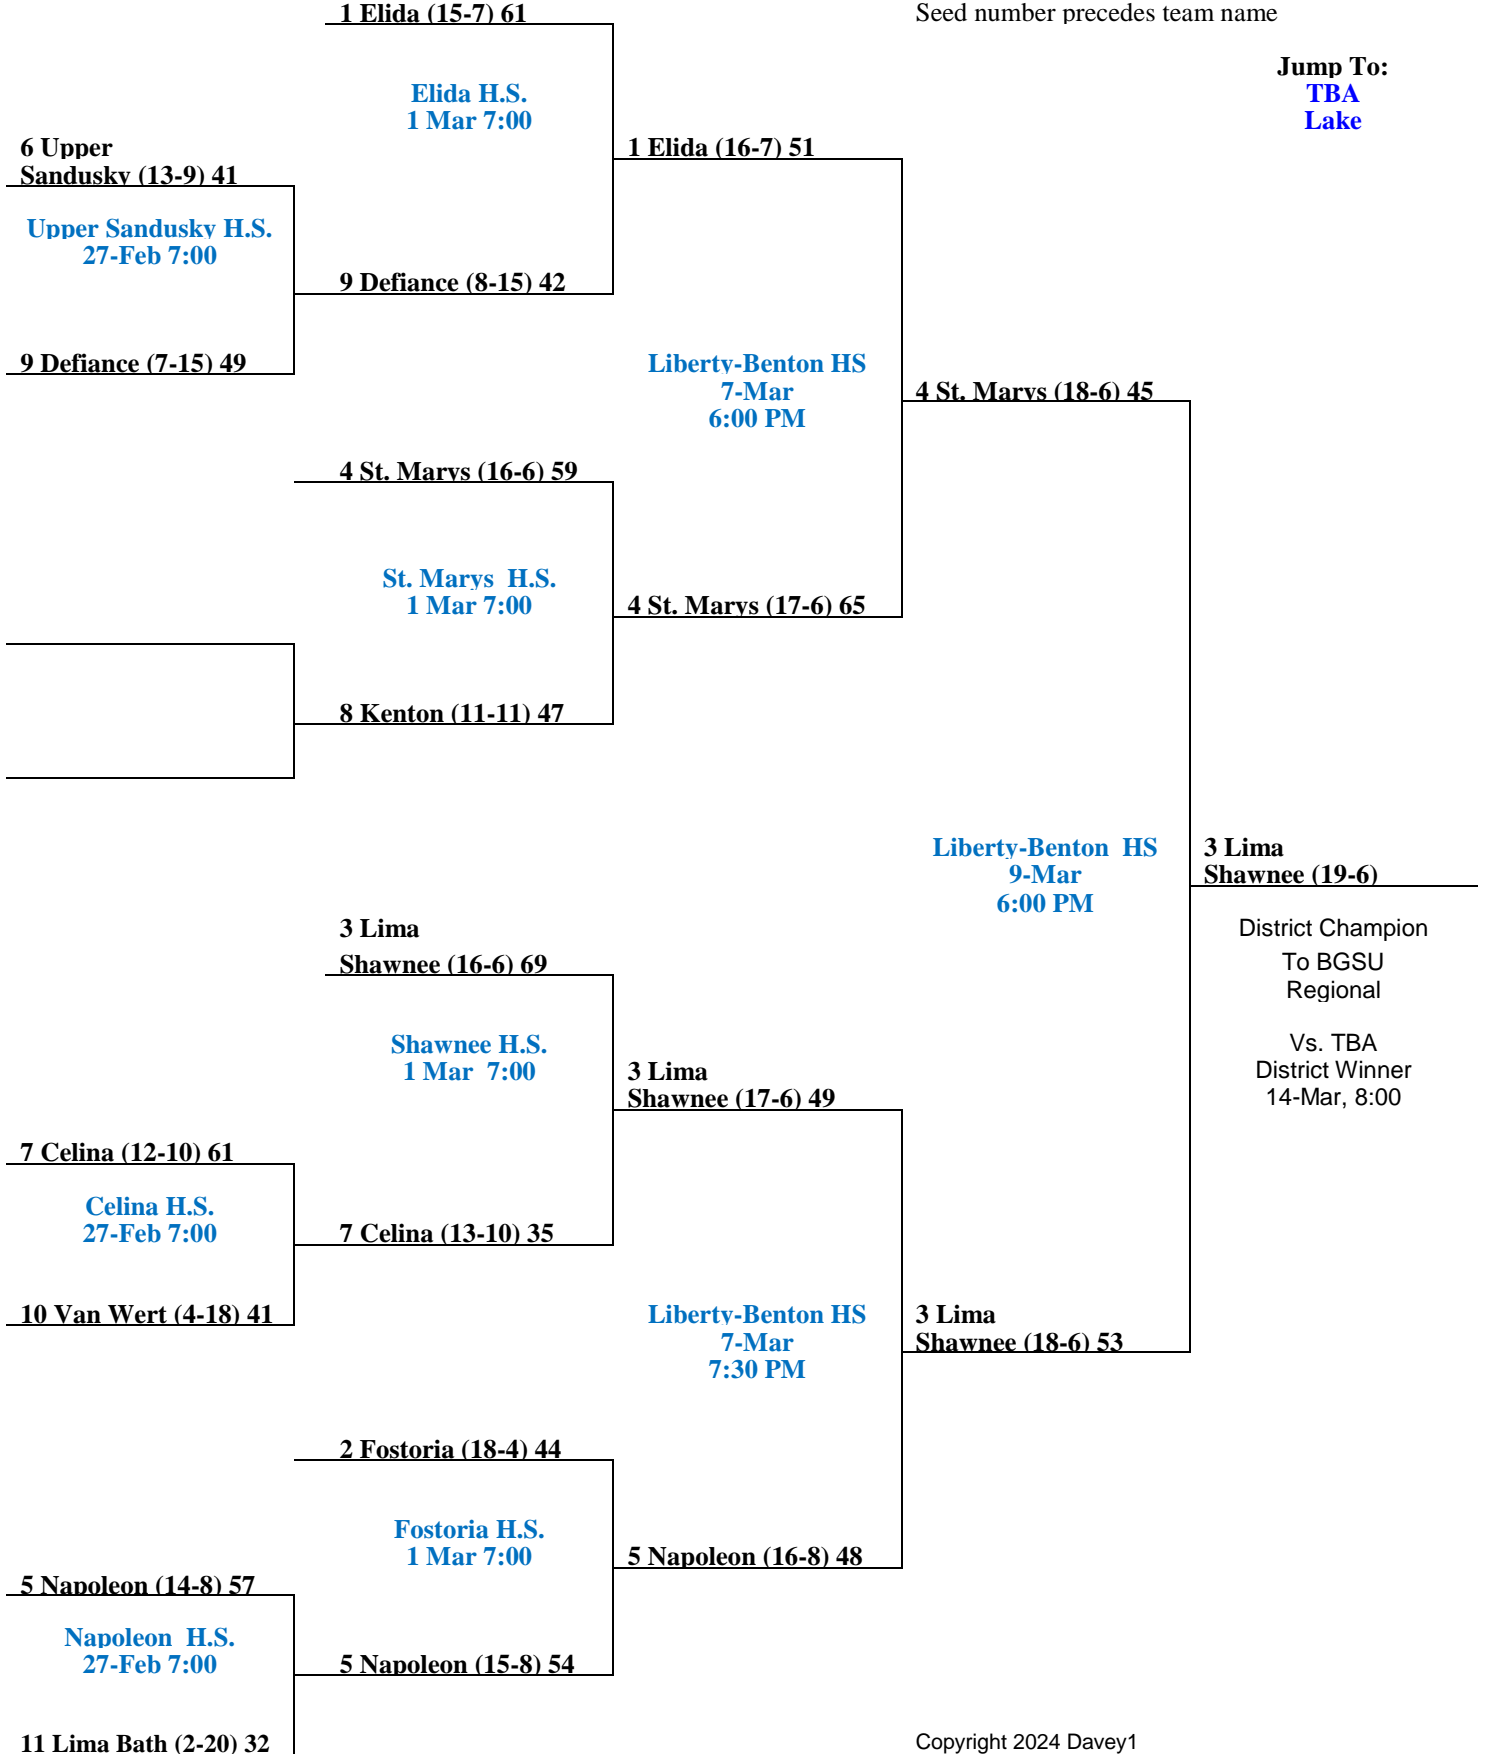 1 Elida (15-7) 61
Seed number precedes team name
Jump To:
TBA
Lake
Elida H.S.
1 Mar 7:00
6 Upper
Sandusky (13-9) 41
1 Elida (16-7) 51
Upper Sandusky H.S.
27-Feb 7:00
9 Defiance (8-15) 42
9 Defiance (7-15) 49
Liberty-Benton HS
7-Mar
6:00 PM
4 St. Marys (18-6) 45
4 St. Marys (16-6) 59
St. Marys H.S.
1 Mar 7:00
4 St. Marys (17-6) 65
8 Kenton (11-11) 47
Liberty-Benton HS
9-Mar
6:00 PM
3 Lima
Shawnee (19-6)
District Champion
To BGSU
Regional
Vs. TBA
District Winner
14-Mar, 8:00
3 Lima
Shawnee (16-6) 69
Shawnee H.S.
1 Mar 7:00
3 Lima
Shawnee (17-6) 49
7 Celina (12-10) 61
Celina H.S.
27-Feb 7:00
7 Celina (13-10) 35
10 Van Wert (4-18) 41
Liberty-Benton HS
7-Mar
7:30 PM
3 Lima
Shawnee (18-6) 53
2 Fostoria (18-4) 44
Fostoria H.S.
1 Mar 7:00
5 Napoleon (16-8) 48
5 Napoleon (14-8) 57
Napoleon H.S.
27-Feb 7:00
5 Napoleon (15-8) 54
11 Lima Bath (2-20) 32
Copyright 2024 Davey1